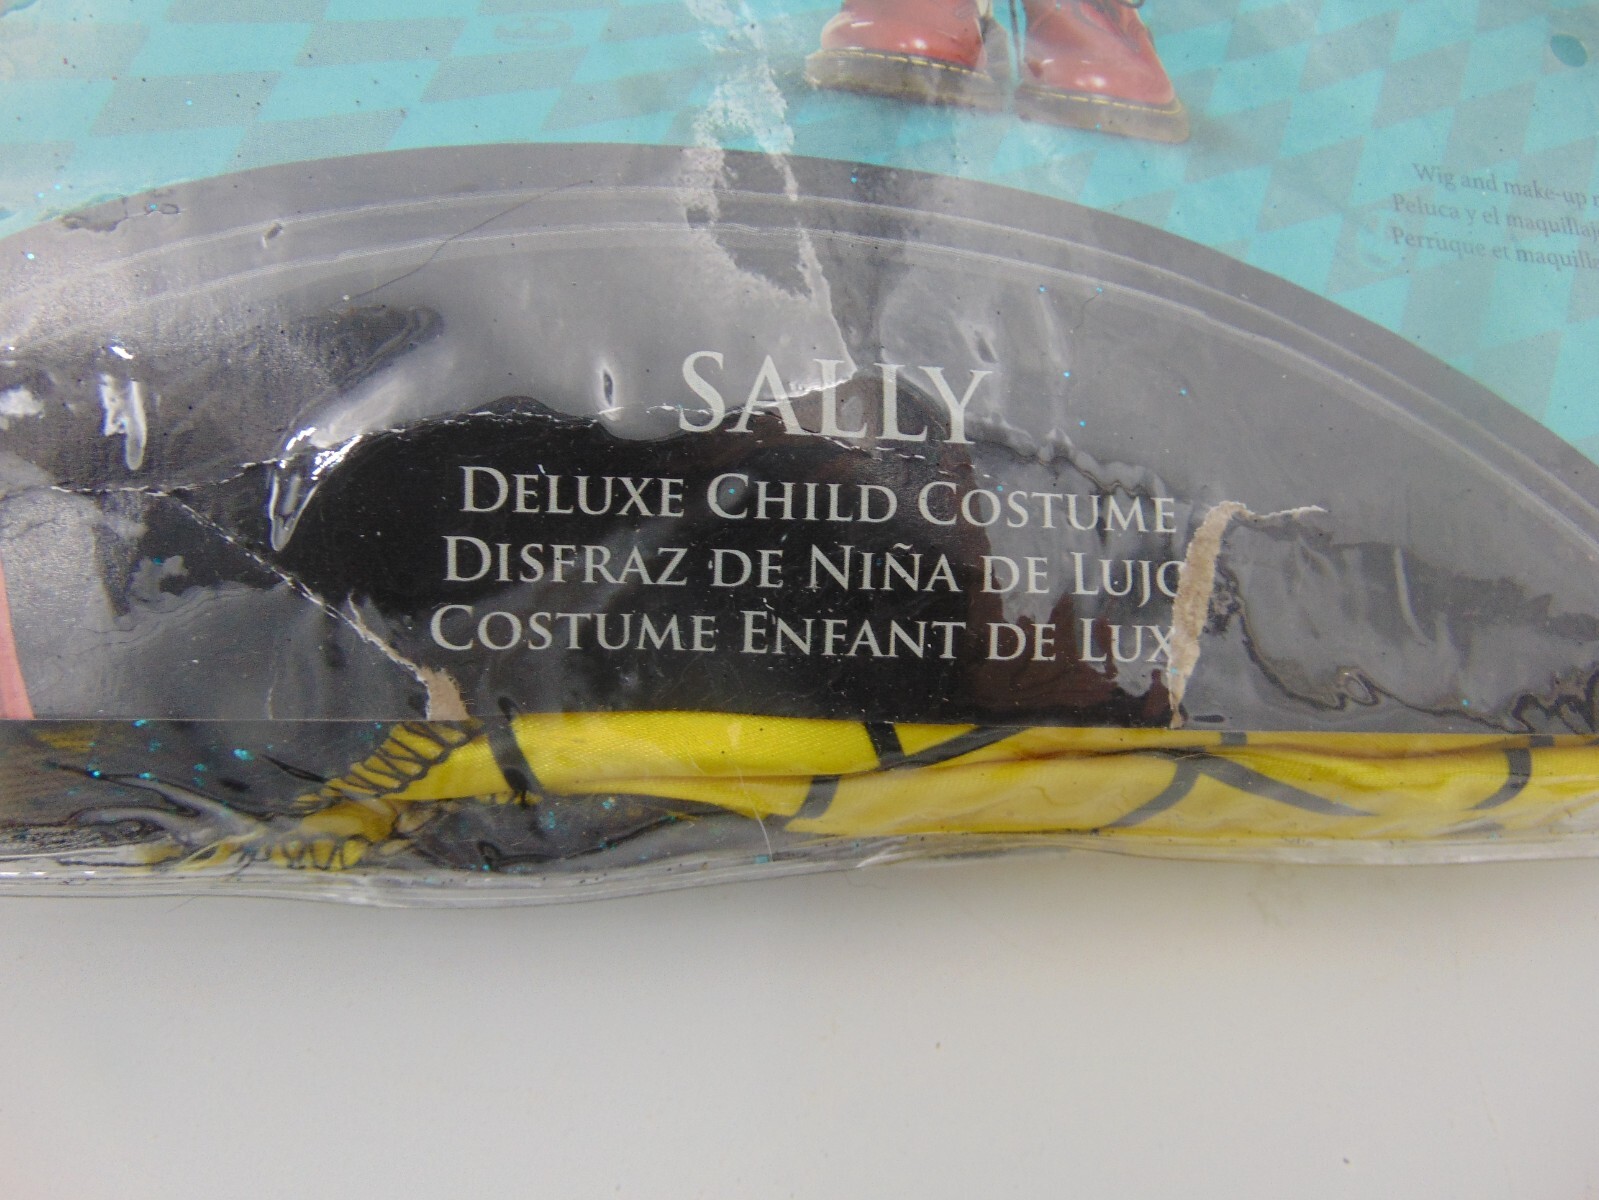 Wig and make-up
Peluca y el maquillaje
Perruque et maquilla
SALLY
DELUXE CHILD COSTUME
DISFRAZ DE NIÑA DE LUJO
COSTUME ENFANT DE LUX